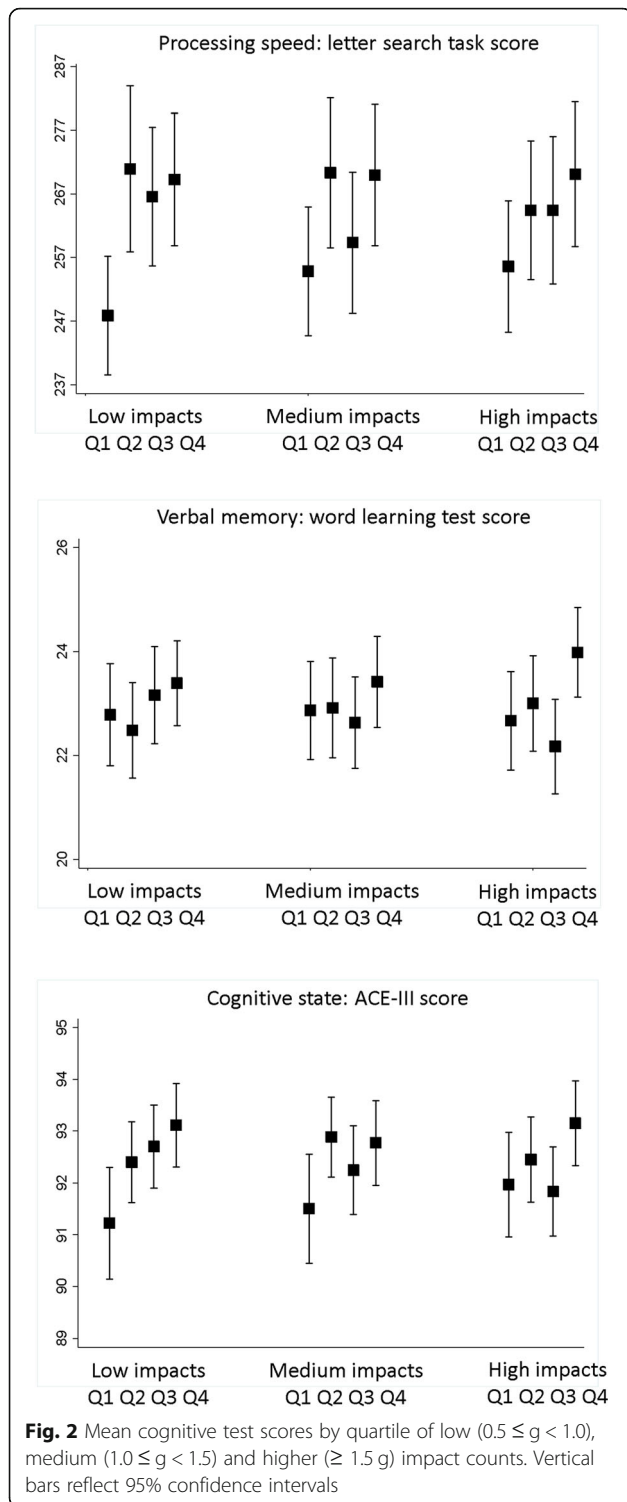 Processing speed: letter search task score
287
277
267
257
247
237
Low impacts Medium impacts High impacts
Q1 Q2 Q3 Q4 Q1 Q2 Q3 Q4 Q1 Q2 Q3 Q4
Verbal memory: word learning test score
26
24
22
20
Low impacts Medium impacts High impacts
Q1 Q2 Q3 Q4 Q1 Q2 Q3 Q4 Q1 Q2 Q3 Q4
Cognitive state: ACE-III score
95
94
93
92
91
90
89
Low impacts Medium impacts High impacts
Q1 Q2 Q3 Q4 Q1 Q2 Q3 Q4 Q1 Q2 Q3 Q4
Fig. 2 Mean cognitive test scores by quartile of low (0.5 ≤ g < 1.0),
medium (1.0 ≤ g < 1.5) and higher (≥ 1.5 g) impact counts. Vertical
bars reflect 95% confidence intervals